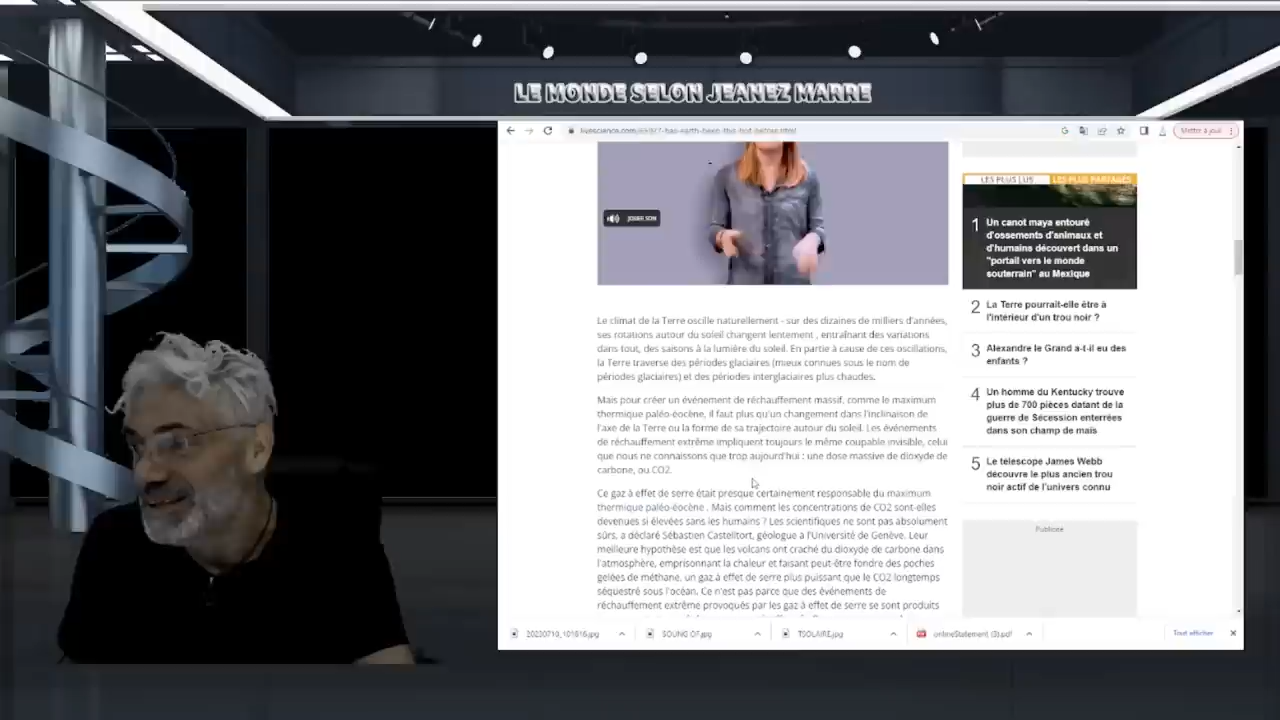 LE MONDE SELON JEANEZ MARRE
Mettre à jour
JOUER SON
LES PLUS LUS
LES PLUS PARTAGÉS
1 Un canot maya entouré
d'ossements d'animaux et
d'humains découvert dans un
"portail vers le monde
souterrain" au Mexique
2 La Terre pourrait-elle être à
l'intérieur d'un trou noir ?
3 Alexandre le Grand a-t-il eu des
enfants ?
4 Un homme du Kentucky trouve
plus de 700 pièces datant de la
guerre de Sécession enterrées
dans son champ de maïs
5 Le télescope James Webb
découvre le plus ancien trou
noir actif de l'univers connu
Publicité
Le climat de la Terre oscille naturellement - sur des dizaines de milliers d'années,
ses rotations autour du soleil changent lentement , entraînant des variations
dans tout, des saisons à la lumière du soleil. En partie à cause de ces oscillations,
la Terre traverse des périodes glaciaires (mieux connues sous le nom de
périodes glaciaires) et des périodes interglaciaires plus chaudes.
Mais pour créer un événement de réchauffement massif, comme le maximum
thermique paléo-éocène, il faut plus qu'un changement dans l'inclinaison de
l'axe de la Terre ou la forme de sa trajectoire autour du soleil. Les événements
de réchauffement extrême impliquent toujours le même coupable invisible, celui
que nous ne connaissons que trop aujourd'hui : une dose massive de dioxyde de
carbone, ou CO2.
Ce gaz à effet de serre était presque certainement responsable du maximum
thermique paléo-éocène . Mais comment les concentrations de CO2 sont-elles
devenues si élevées sans les humains ? Les scientifiques ne sont pas absolument
sûrs, a déclaré Sébastien Castelltort, géologue à l'Université de Genève. Leur
meilleure hypothèse est que les volcans ont craché du dioxyde de carbone dans
l'atmosphère, emprisonnant la chaleur et faisant peut-être fondre des poches
gelées de méthane, un gaz à effet de serre plus puissant que le CO2 longtemps
séquestré sous l'océan. Ce n'est pas parce que des événements de
réchauffement extrême provoqués par les gaz à effet de serre se sont produits
20230710_101816.jpg
SOUNG OF.jpg
TSOLAIRE.jpg
onlineStatement (3).pdf
Tout afficher